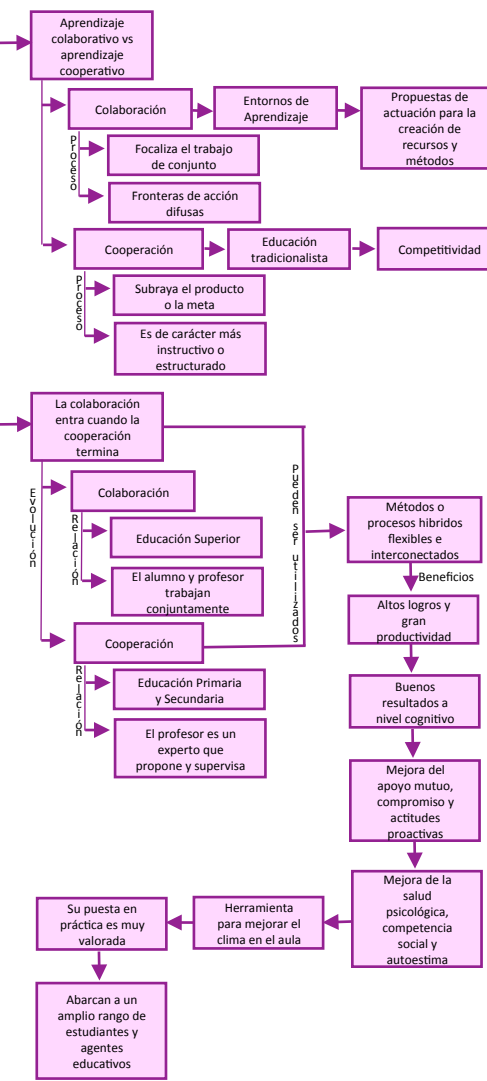 Aprendizaje
colaborativo vs
aprendizaje
cooperativo
Colaboración
Entornos de
Aprendizaje
Propuestas de
actuación para la
creación de
recursos y
métodos
Proceso
Focaliza el trabajo
de conjunto
Fronteras de acción
difusas
Cooperación
Educación
tradicionalista
Competitividad
Proceso
Subraya el producto
o la meta
Es de carácter más
instructivo o
estructurado
La colaboración
entra cuando la
cooperación
termina
Evolución
Colaboración
Relación
Educación Superior
El alumno y profesor
trabajan
conjuntamente
Cooperación
Relación
Educación Primaria
y Secundaria
El profesor es un
experto que
propone y supervisa
Pueden ser utilizados
Métodos o
procesos hibridos
flexibles e
interconectados
Beneficios
Altos logros y
gran
productividad
Buenos
resultados a
nivel cognitivo
Mejora del
apoyo mutuo,
compromiso y
actitudes
proactivas
Mejora de la
salud
psicológica,
competencia
social y
autoestima
Herramienta
para mejorar el
clima en el aula
Su puesta en
práctica es muy
valorada
Abarcan a un
amplio rango de
estudiantes y
agentes
educativos